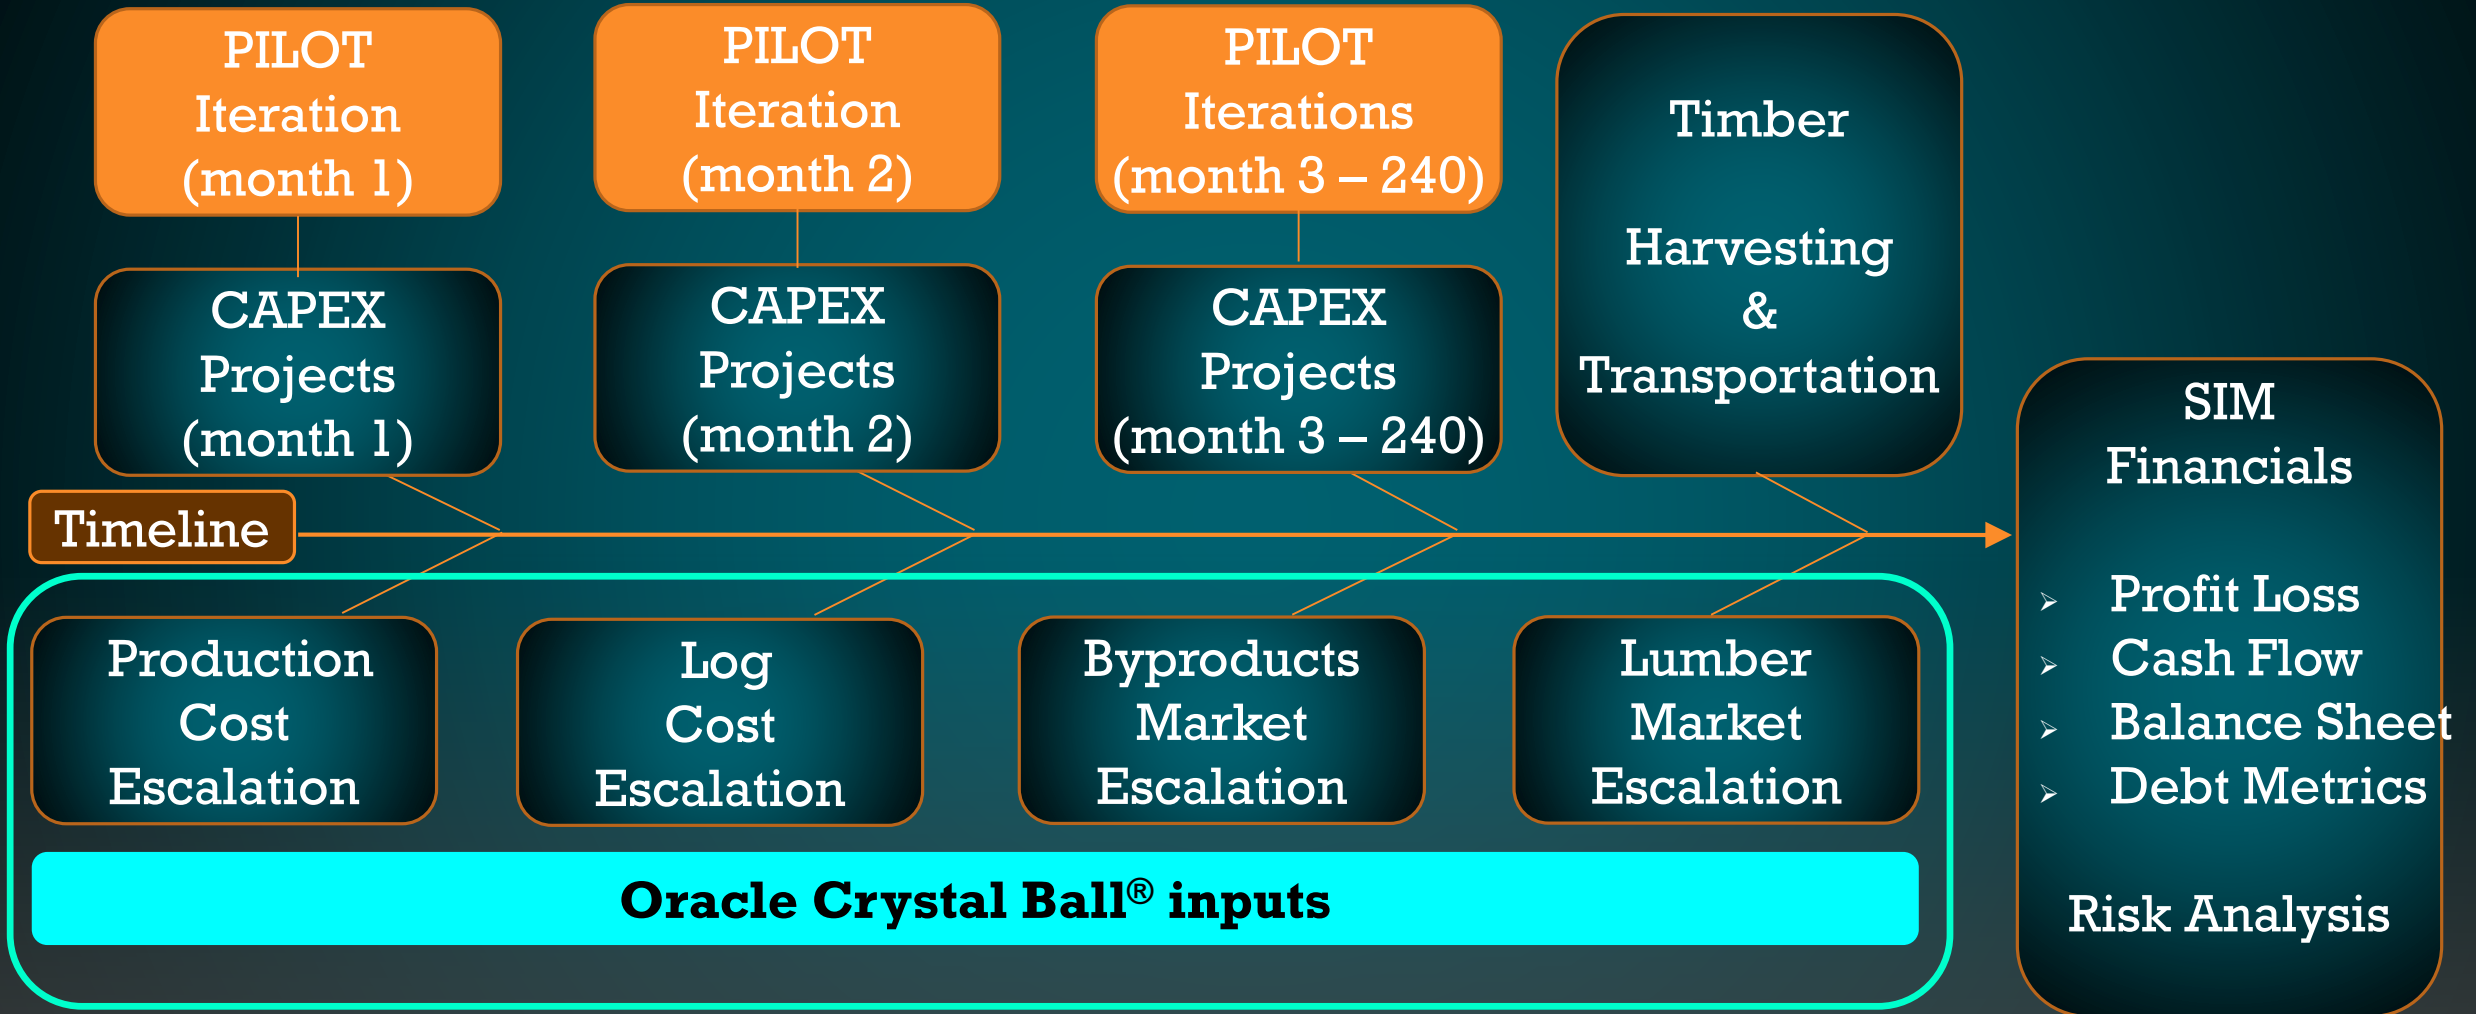 PILOT
Iteration
(month 1)
PILOT
Iteration
(month 2)
PILOT
Iterations
(month 3 – 240)
Timber
Harvesting
&
Transportation
CAPEX
Projects
(month 1)
CAPEX
Projects
(month 2)
CAPEX
Projects
(month 3 – 240)
Timeline
Production
Cost
Escalation
Log
Cost
Escalation
Byproducts
Market
Escalation
Lumber
Market
Escalation
Oracle Crystal Ball® inputs
SIM
Financials
➢ Profit Loss
➢ Cash Flow
➢ Balance Sheet
➢ Debt Metrics
Risk Analysis